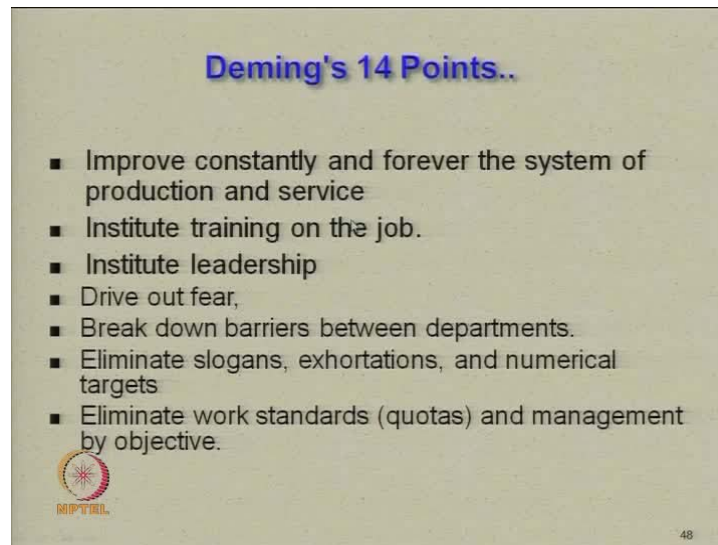 Deming's 14 Points..
■ Improve constantly and forever the system of
production and service
■ Institute training on the job.
■ Institute leadership
■ Drive out fear,
■ Break down barriers between departments.
■ Eliminate slogans, exhortations, and numerical
targets
■ Eliminate work standards (quotas) and management
by objective.
NPTEL
48